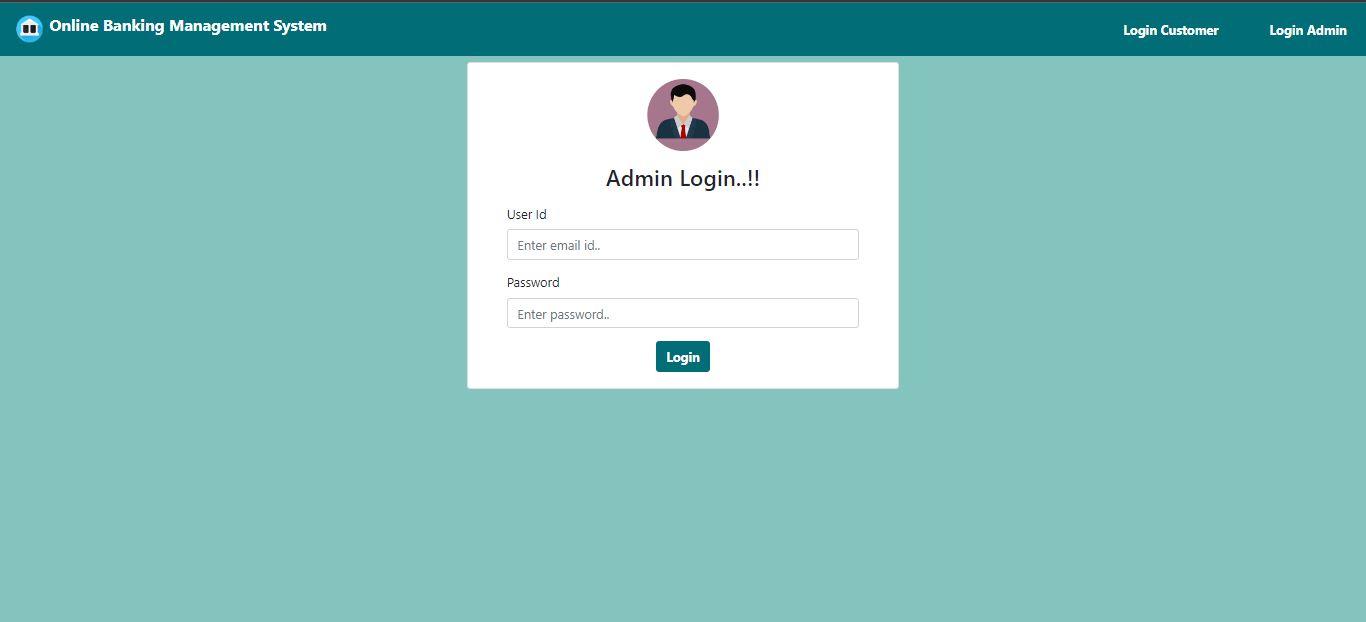 Online Banking Management System
Login Customer
Login Admin
Admin Login..!!
User Id
Enter email id..
Password
Enter password..
Login